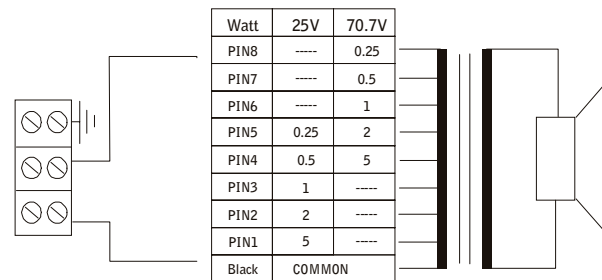 Watt 25V 70.7V
PIN8 ----- 0.25
PIN7 ----- 0.5
PIN6 ----- 1
PIN5 0.25 2
PIN4 0.5 5
PIN3 1 -----
PIN2 2 -----
PIN1 5 -----
Black COMMON